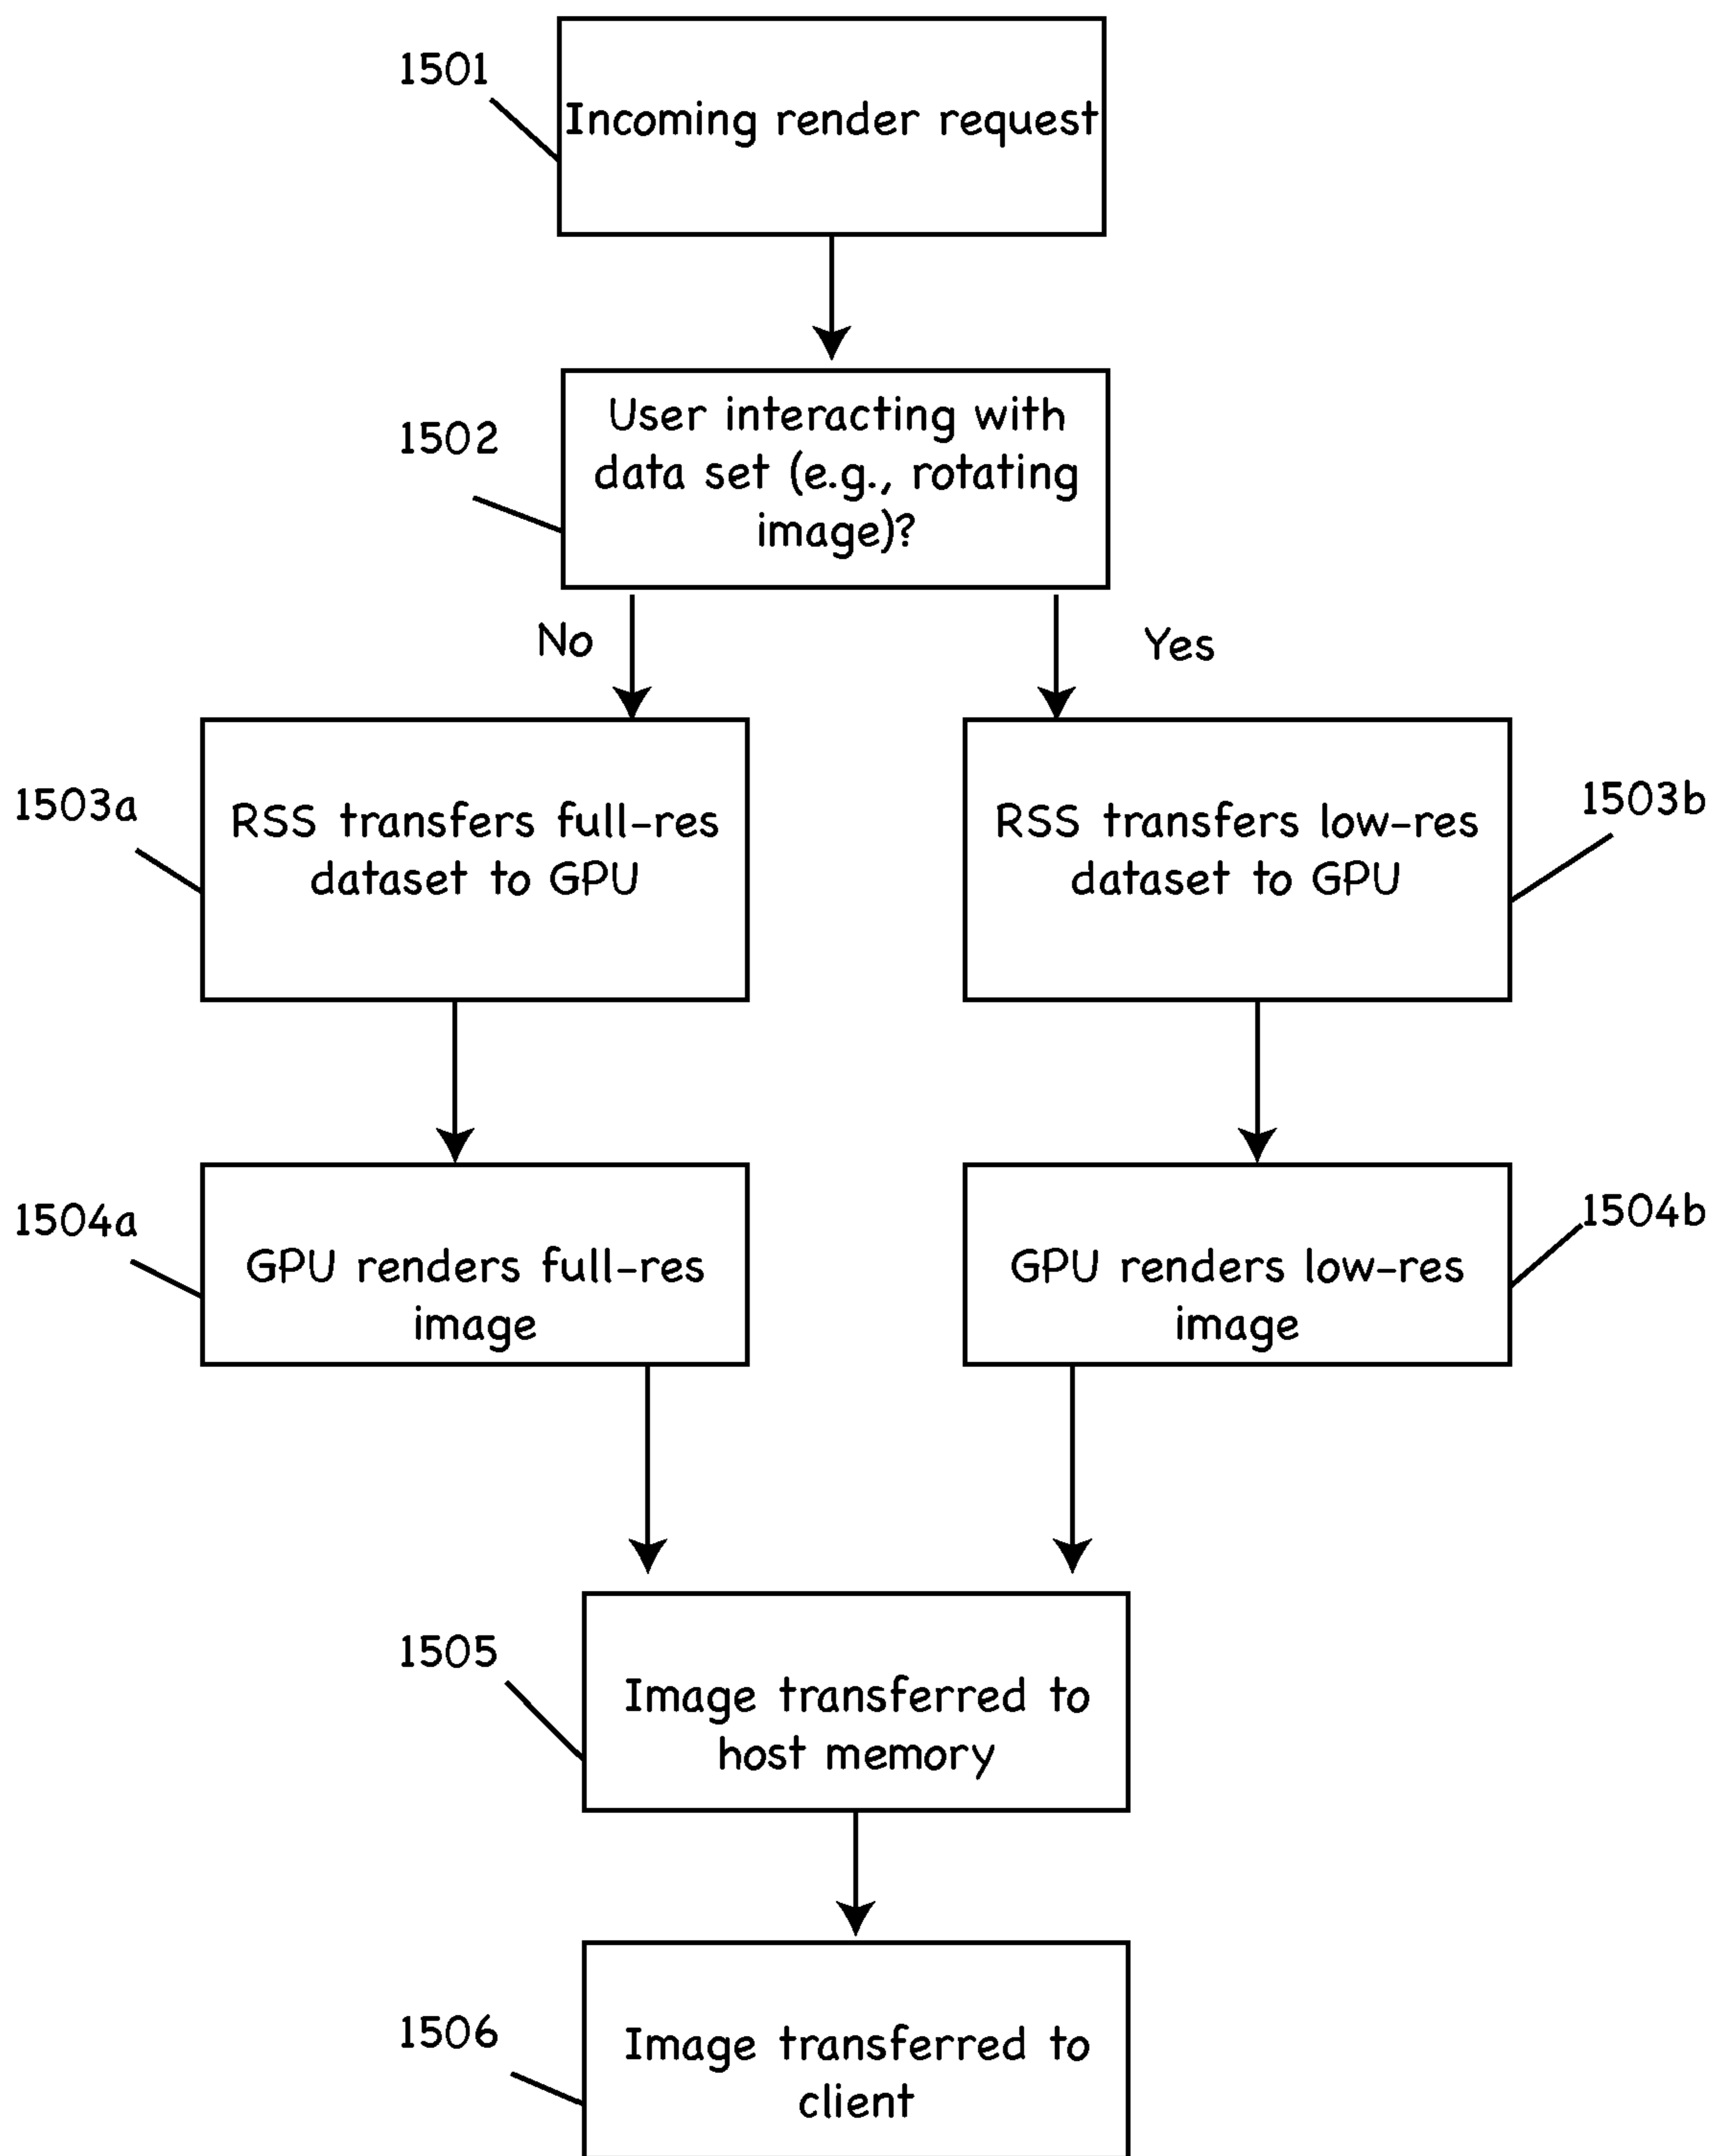 1501
Incoming render request
1502
User interacting with
data set (e.g., rotating
image)?
No
Yes
1503a
RSS transfers full-res
dataset to GPU
RSS transfers low-res
dataset to GPU
1503b
1504a
GPU renders full-res
image
GPU renders low-res
image
1504b
1505
Image transferred to
host memory
1506
Image transferred to
client